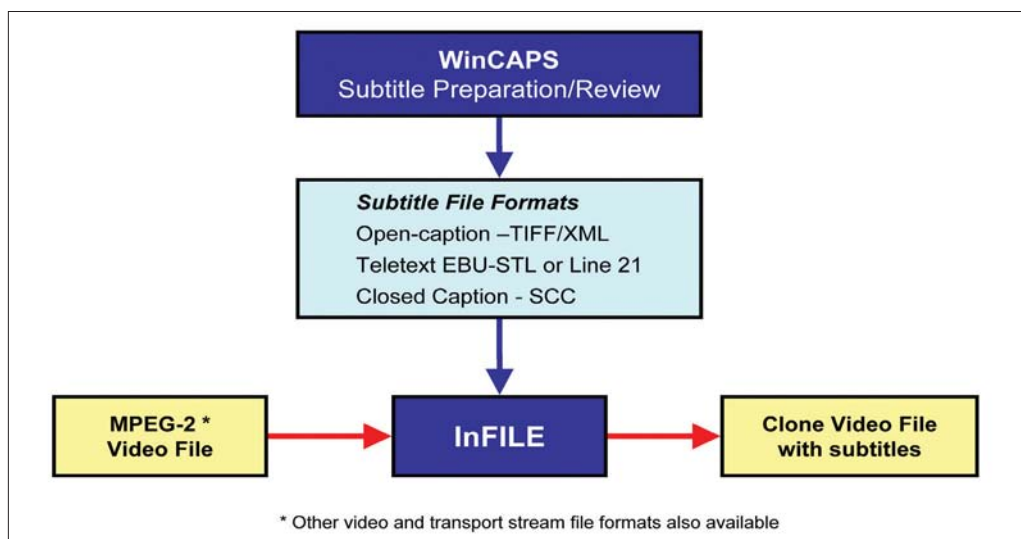 WinCAPS
Subtitle Preparation/Review
Subtitle File Formats
Open-caption –TIFF/XML
Teletext EBU-STL or Line 21
Closed Caption - SCC
MPEG-2 *
Video File
InFILE
Clone Video File
with subtitles
* Other video and transport stream file formats also available